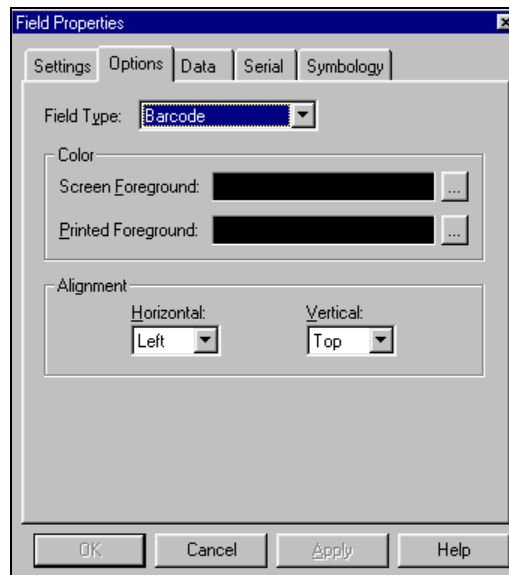 Field Properties
Settings Options Data Serial Symbology
Field Type: Barcode
Color
Screen Foreground: ...
Printed Foreground: ...
Alignment
Horizontal: Vertical:
Left Top
OK Cancel Apply Help